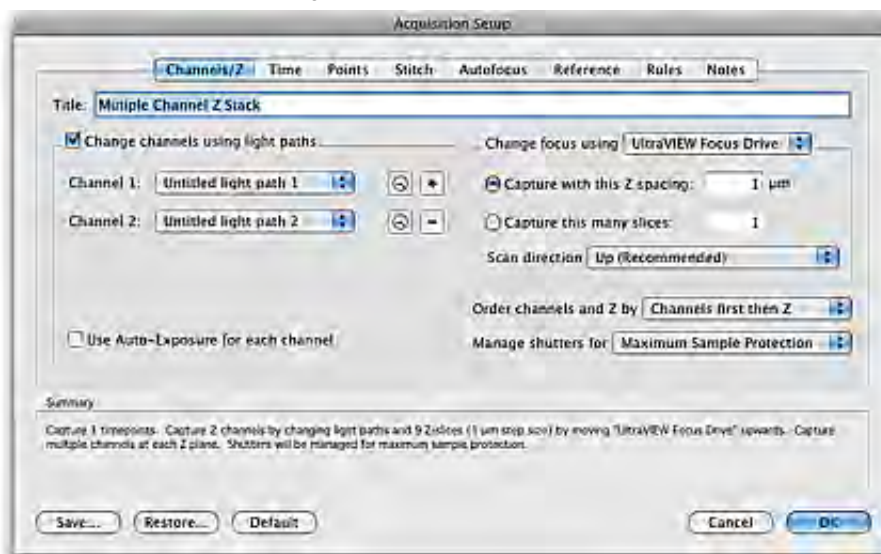 Acquisition Setup
Channels/Z Time Points Stitch Autofocus Reference Rules Notes
Title: Multiple Channel Z Stack
Change channels using light paths
Change focus using UltraVIEW Focus Drive
Channel 1: Untitled light path 1
+
Capture with this Z spacing: 1 µm
Channel 2: Untitled light path 2
-
Capture this many slices: 1
Scan direction Up (Recommended)
Order channels and Z by Channels first then Z
Use Auto-Exposure for each channel
Manage shutters for Maximum Sample Protection
Summary
Capture 1 timepoints. Capture 2 channels by changing light paths and 9 Z-slices (1 µm step size) by moving "UltraVIEW Focus Drive" upwards. Capture
multiple channels at each Z plane. Shutters will be managed for maximum sample protection.
Save... Restore... Default Cancel OK